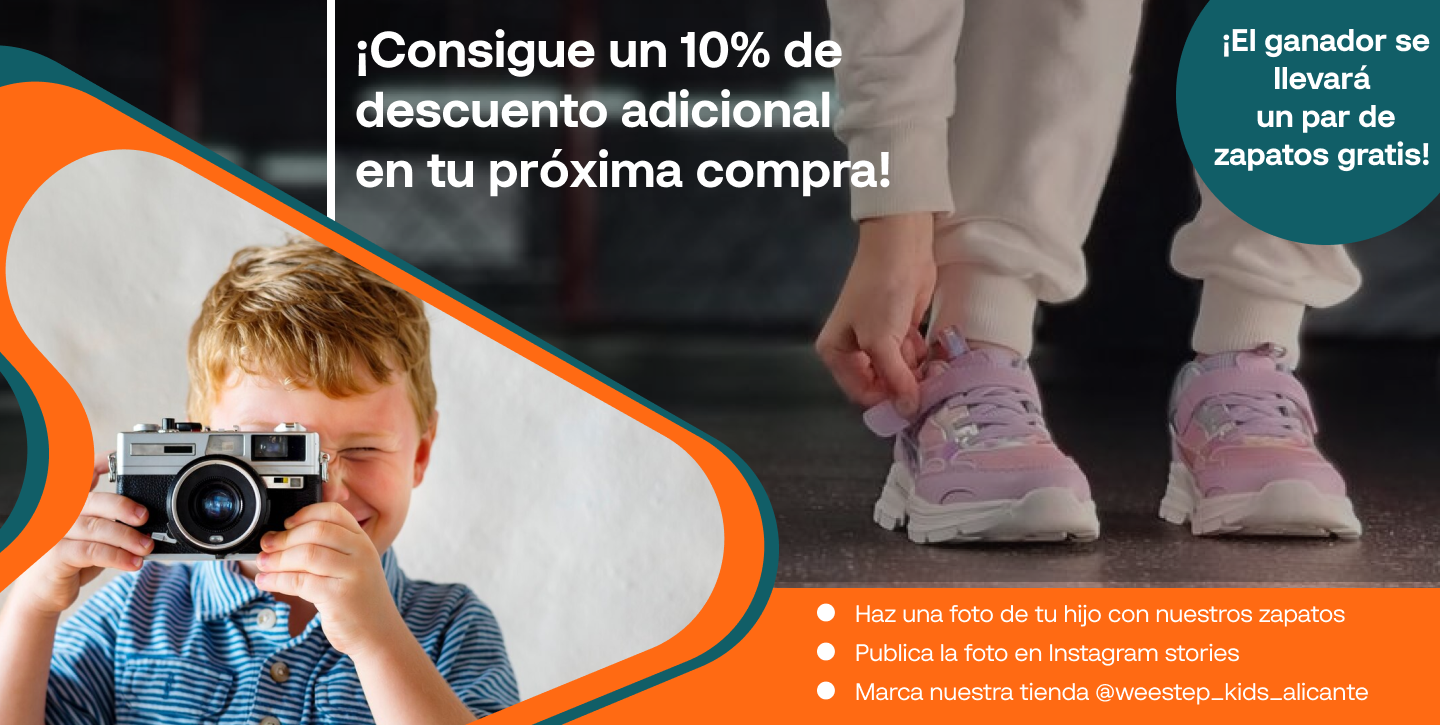 ¡Consigue un 10% de
descuento adicional
en tu próxima compra!
¡El ganador se
llevará
un par de
zapatos gratis!
Haz una foto de tu hijo con nuestros zapatos
Publica la foto en Instagram stories
Marca nuestra tienda @weestep_kids_alicante